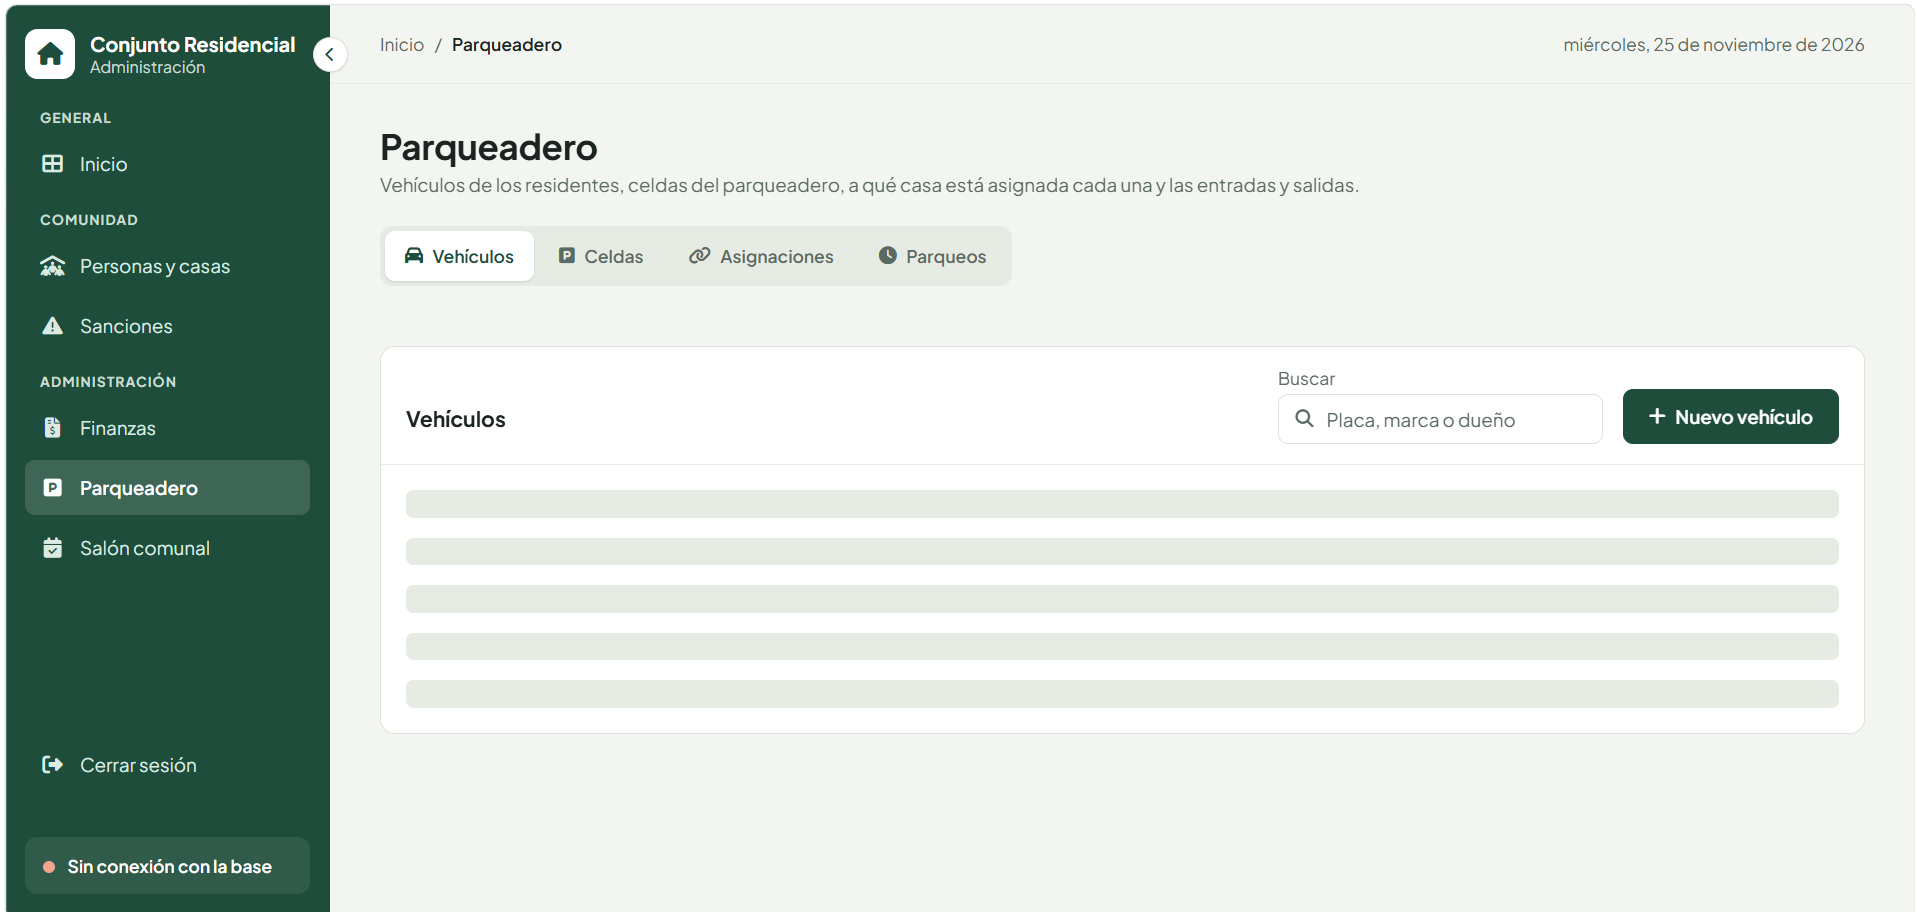 Conjunto Residencial
Administración
GENERAL
Inicio
COMUNIDAD
Personas y casas
Sanciones
ADMINISTRACIÓN
Finanzas
Parqueadero
Salón comunal
Cerrar sesión
Sin conexión con la base
Inicio / Parqueadero
miércoles, 25 de noviembre de 2026
Parqueadero
Vehículos de los residentes, celdas del parqueadero, a qué casa está asignada cada una y las entradas y salidas.
Vehículos Celdas Asignaciones Parqueos
Buscar
Vehículos
Placa, marca o dueño
+ Nuevo vehículo